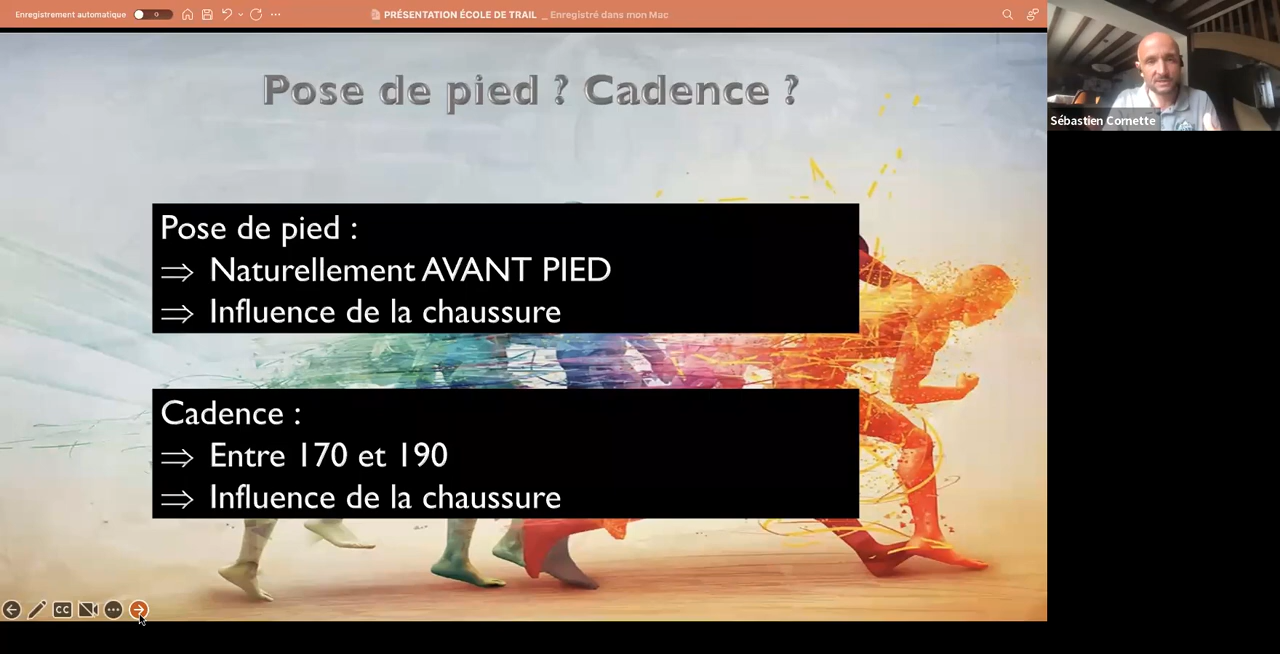 Enregistrement automatique
PRÉSENTATION ÉCOLE DE TRAIL _ Enregistré dans mon Mac
Pose de pied ? Cadence ?
Sébastien Cornette
Pose de pied :
⇒ Naturellement AVANT PIED
⇒ Influence de la chaussure
Cadence :
⇒ Entre 170 et 190
⇒ Influence de la chaussure
CC